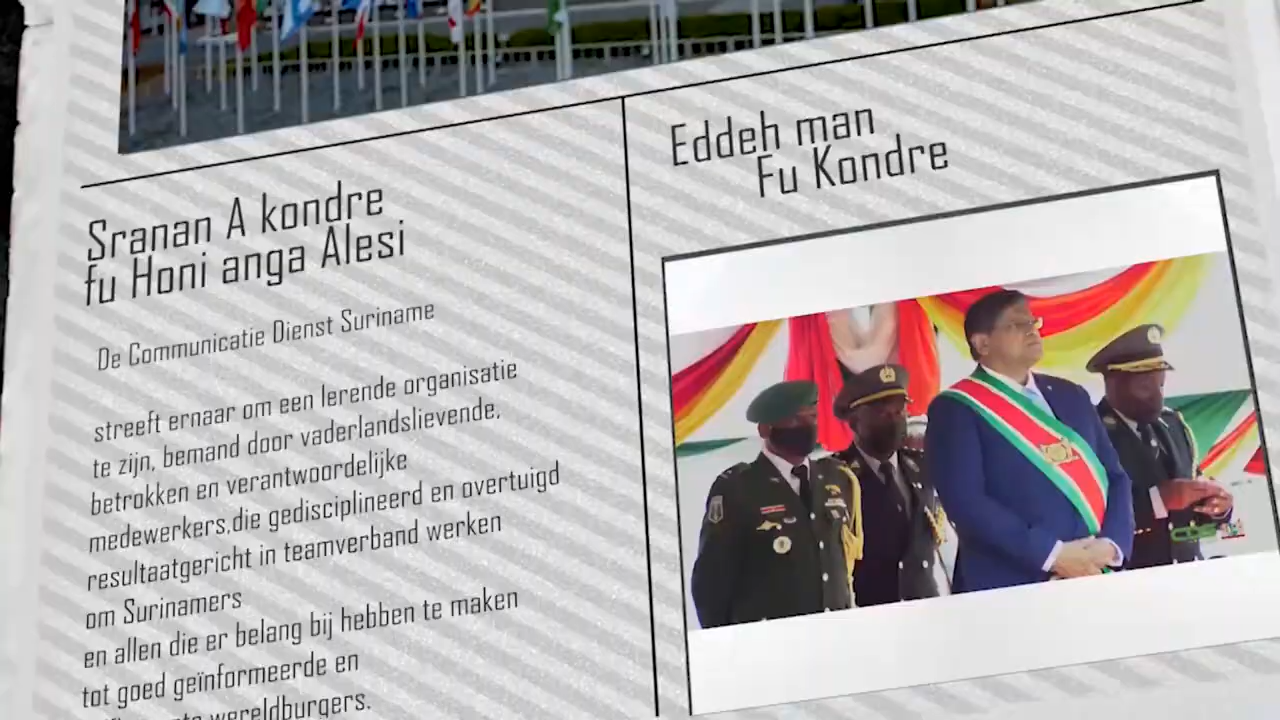 Sranan A kondre
fu Honi anga Alesi
De Communicatie Dienst Suriname
streeft ernaar om een lerende organisatie
te zijn, bemand door vaderlandslievende,
betrokken en verantwoordelijke
medewerkers,die gedisciplineerd en overtuigd
resultaatgericht in teamverband werken
om Surinamers
en allen die er belang bij hebben te maken
tot goed geïnformeerde en
wereldburgers.
Eddeh man
Fu Kondre